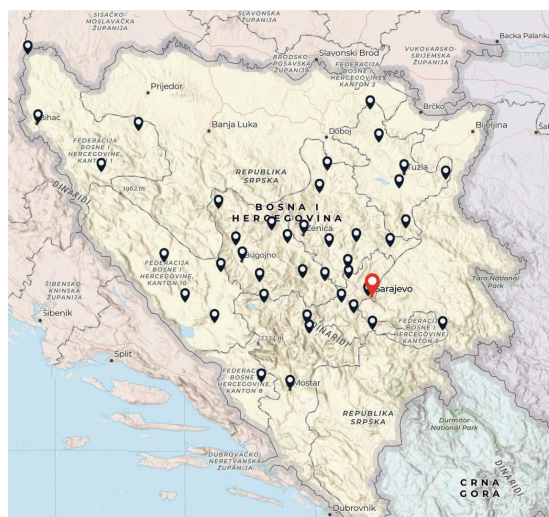 SISAČKO-
MOSLAVAČKA
ŽUPANIJA
SLAVONSKA
ŽUPANIJA
BRODSKO-
POSAVSKA
ŽUPANIJA
Slavonski Brod
VUKOVARSKO-
SRIJEMSKA
ŽUPANIJA
Backa Palanka
FEDERACIJA
BOSNE I
HERCEGOVINE,
KANTON 2
Prijedor
Brčko
Bihać
Banja Luka
Doboj
Bijeljina
FEDERACIJA
BOSNE I
HERCEGOVINE,
KANTON 1
Tuzla
REPUBLIKA
SRPSKA
DINARIDI
1962 m
BOSNA I
HERCEGOVINA
Zenica
Bugojno
FEDERACIJA
BOSNE I
HERCEGOVINE,
KANTON 10
ŠIBENSKO-
KNINSKA
ŽUPANIJA
Šibenik
Sarajevo
Tara National
Park
DINARIDI
FEDERACIJA
BOSNE I
HERCEGOVINE,
KANTON 5
Split
FEDERACIJA
BOSNE I
HERCEGOVINE,
KANTON 8
Mostar
REPUBLIKA
SRPSKA
Durmitor
National Park
DUBROVAČKO-
NERETVANSKA
ŽUPANIJA
DINARIDI
CRNA
GORA
Dubrovnik